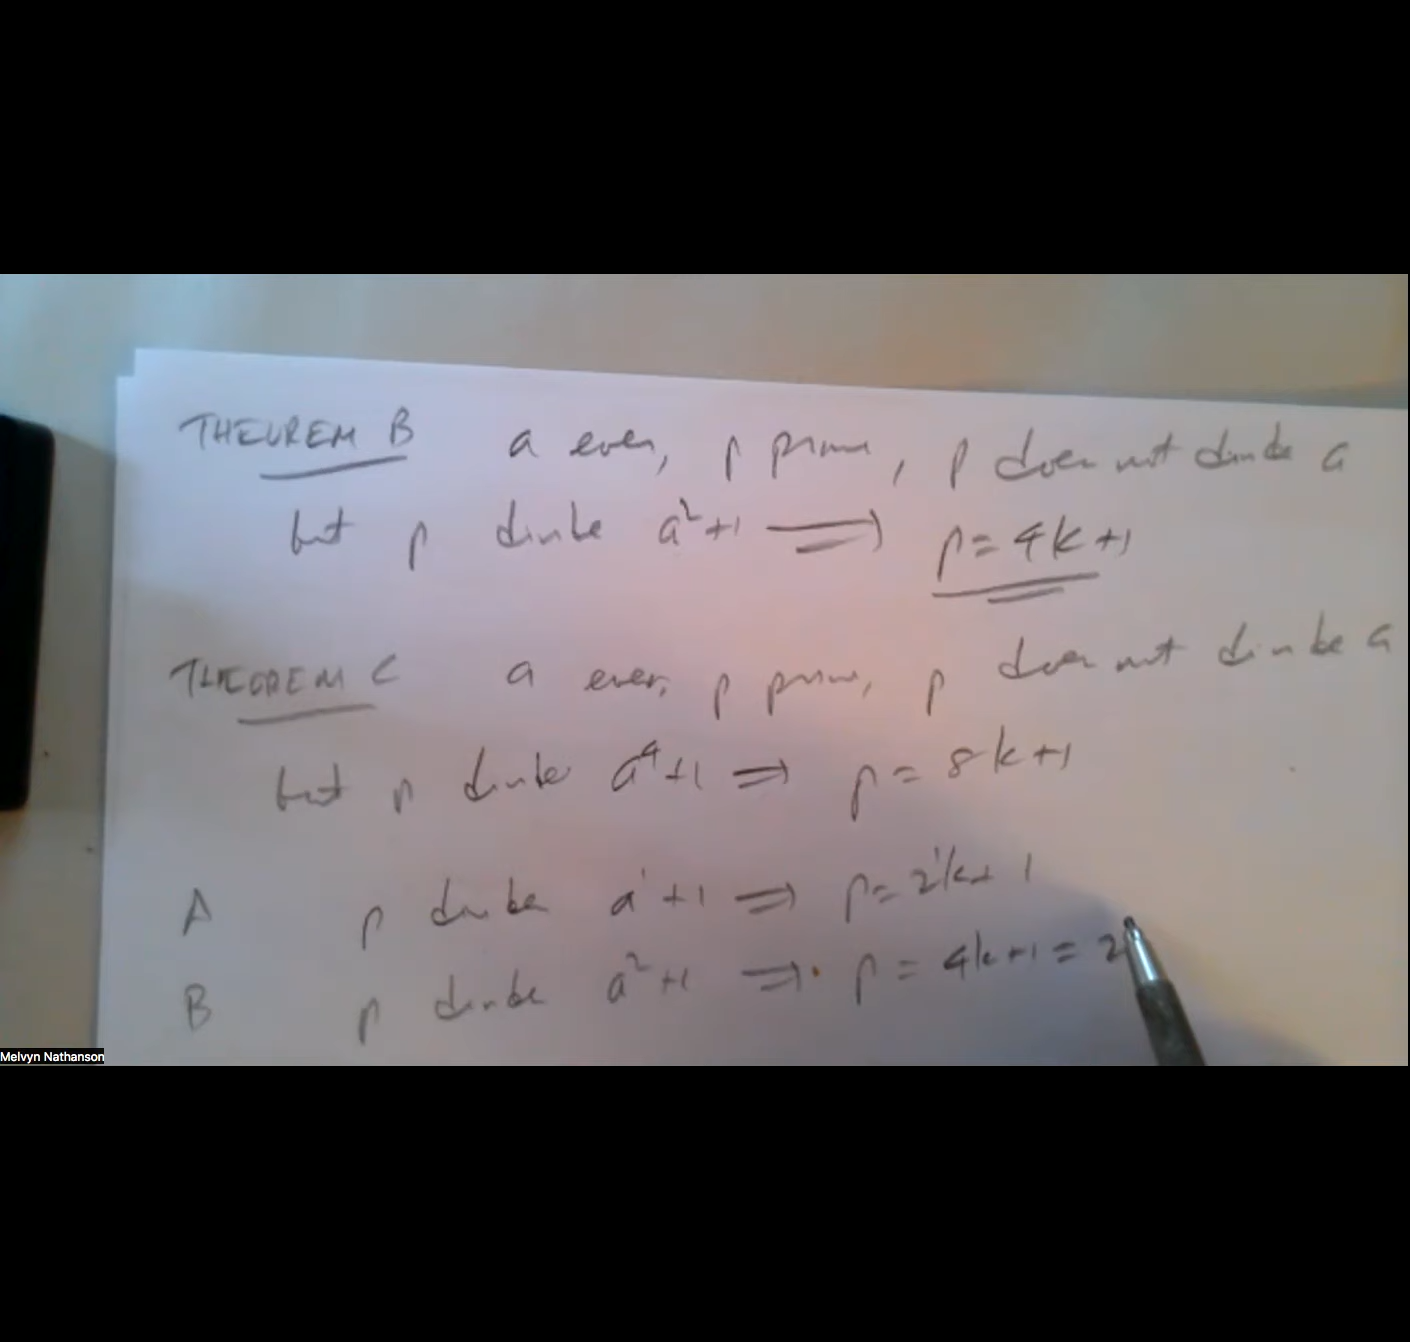 THEOREM B a even, p prime, p does not divide a
but p divide a²+1 ⟹ p = 4k+1
THEOREM C a even, p prime, p does not divide a
but p divide a⁴+1 ⟹ p = 8k+1
A p divide a¹+1 ⟹ p = 2¹k+1
B p divide a²+1 ⟹ p = 4k+1 = 2
Melvyn Nathanson